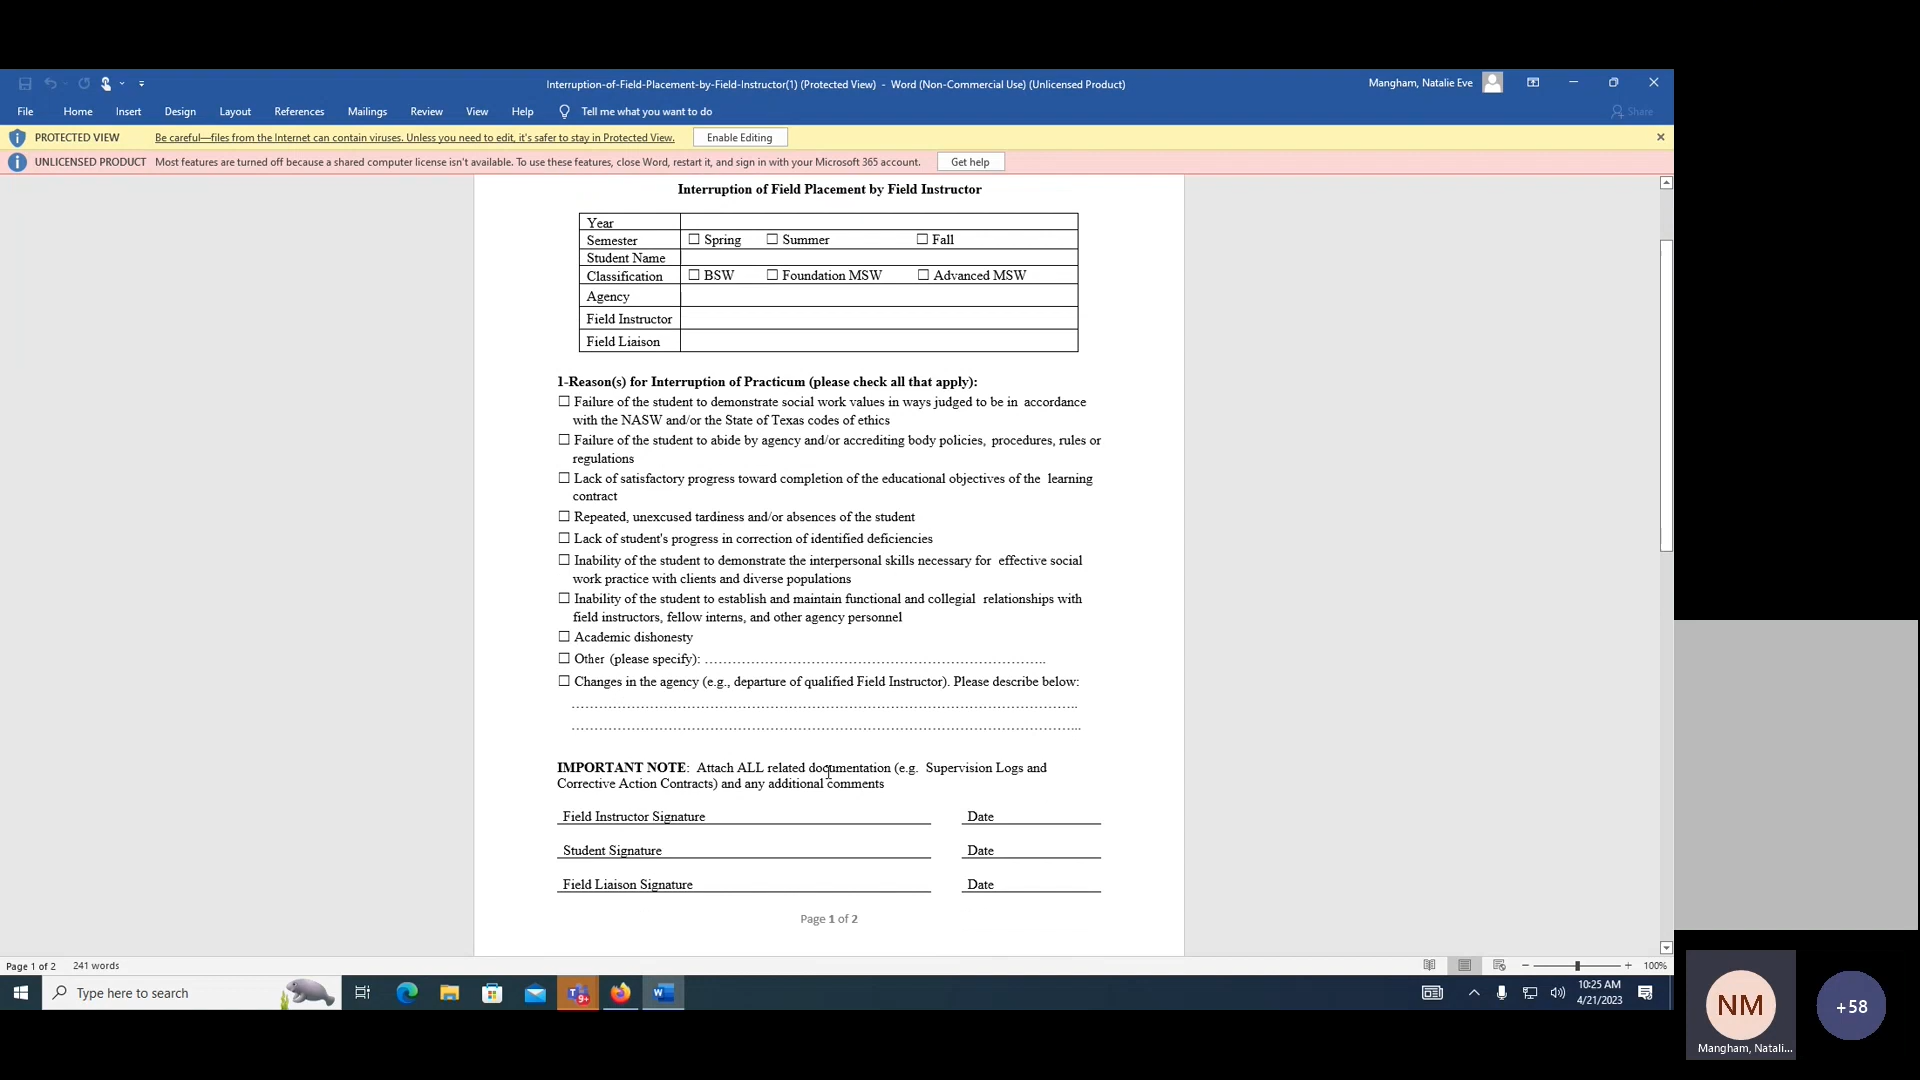 Interruption-of-Field-Placement-by-Field-Instructor(1) (Protected View) - Word (Non-Commercial Use) (Unlicensed Product)
Mangham, Natalie Eve
File Home Insert Design Layout References Mailings Review View Help Tell me what you want to do
Share
PROTECTED VIEW Be careful—files from the Internet can contain viruses. Unless you need to edit, it's safer to stay in Protected View. Enable Editing
UNLICENSED PRODUCT Most features are turned off because a shared computer license isn't available. To use these features, close Word, restart it, and sign in with your Microsoft 365 account. Get help
Interruption of Field Placement by Field Instructor
Year
Semester ☐ Spring ☐ Summer ☐ Fall
Student Name
Classification ☐ BSW ☐ Foundation MSW ☐ Advanced MSW
Agency
Field Instructor
Field Liaison
1-Reason(s) for Interruption of Practicum (please check all that apply):
☐ Failure of the student to demonstrate social work values in ways judged to be in accordance
with the NASW and/or the State of Texas codes of ethics
☐ Failure of the student to abide by agency and/or accrediting body policies, procedures, rules or
regulations
☐ Lack of satisfactory progress toward completion of the educational objectives of the learning
contract
☐ Repeated, unexcused tardiness and/or absences of the student
☐ Lack of student's progress in correction of identified deficiencies
☐ Inability of the student to demonstrate the interpersonal skills necessary for effective social
work practice with clients and diverse populations
☐ Inability of the student to establish and maintain functional and collegial relationships with
field instructors, fellow interns, and other agency personnel
☐ Academic dishonesty
☐ Other (please specify): …………………………………………………………..
☐ Changes in the agency (e.g., departure of qualified Field Instructor). Please describe below:
………………………………………………………………………………………..
………………………………………………………………………………………...
IMPORTANT NOTE: Attach ALL related documentation (e.g. Supervision Logs and
Corrective Action Contracts) and any additional comments
Field Instructor Signature Date
Student Signature Date
Field Liaison Signature Date
Page 1 of 2
Page 1 of 2 241 words
100%
Type here to search
9+
10:25 AM
4/21/2023
NM
+58
Mangham, Natali...